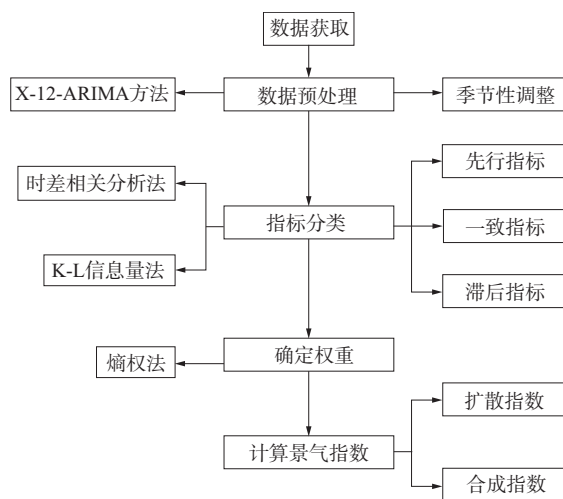 数据获取
X-12-ARIMA方法
数据预处理
季节性调整
时差相关分析法
K-L信息量法
指标分类
先行指标
一致指标
滞后指标
熵权法
确定权重
计算景气指数
扩散指数
合成指数